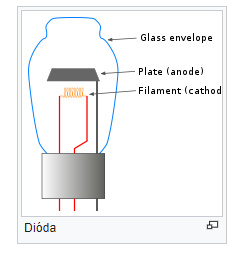 Glass envelope
Plate (anode)
Filament (cathod
Dióda